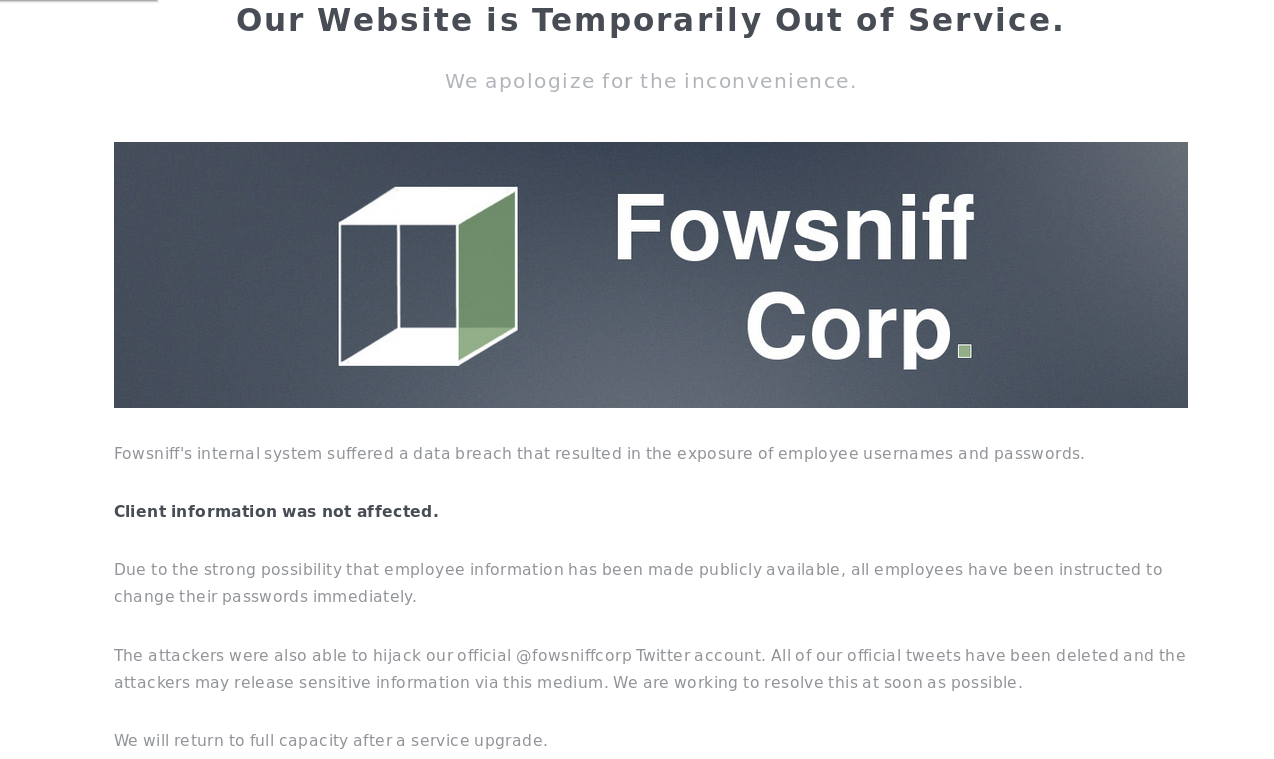 Our Website is Temporarily Out of Service.
We apologize for the inconvenience.
Fowsniff
Corp.
Fowsniff's internal system suffered a data breach that resulted in the exposure of employee usernames and passwords.
Client information was not affected.
Due to the strong possibility that employee information has been made publicly available, all employees have been instructed to
change their passwords immediately.
The attackers were also able to hijack our official @fowsniffcorp Twitter account. All of our official tweets have been deleted and the
attackers may release sensitive information via this medium. We are working to resolve this at soon as possible.
We will return to full capacity after a service upgrade.